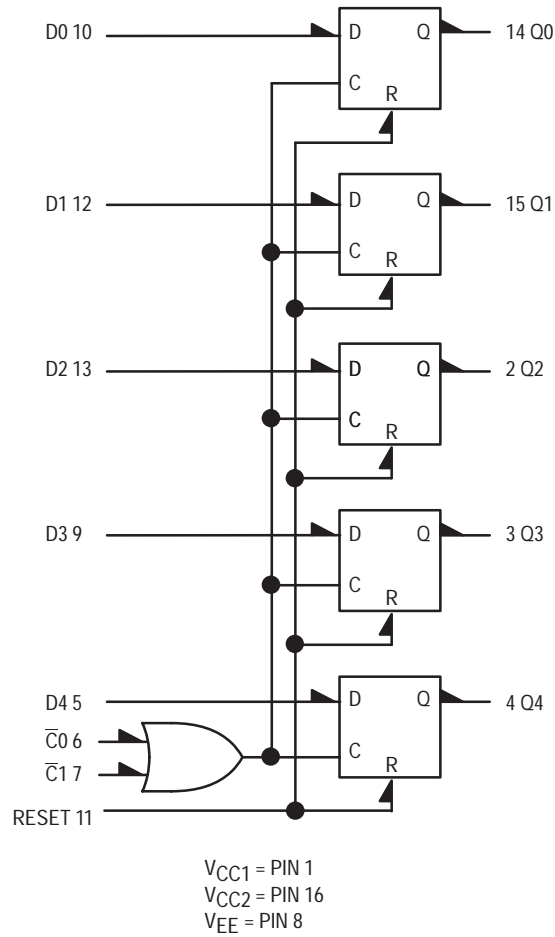 D0 10 D Q 14 Q0
C
R
D1 12 D Q 15 Q1
C R
D2 13 D Q 2 Q2
C
R
D3 9 D Q 3 Q3
C
R
D4 5 D Q 4 Q4
C̅0 6
C
C̅1 7 R
RESET 11
VCC1 = PIN 1
VCC2 = PIN 16
VEE = PIN 8